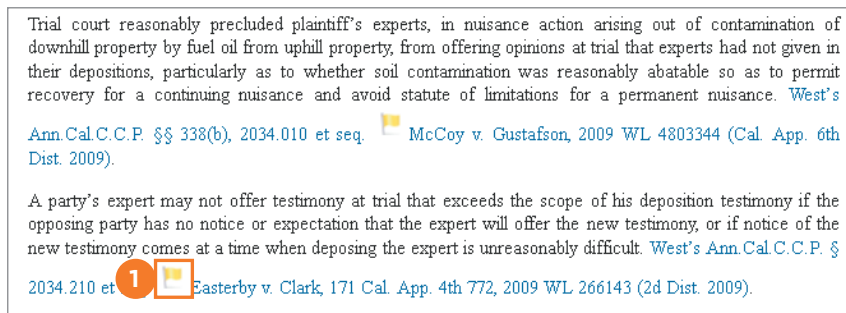 Trial court reasonably precluded plaintiff's experts, in nuisance action arising out of contamination of
downhill property by fuel oil from uphill property, from offering opinions at trial that experts had not given in
their depositions, particularly as to whether soil contamination was reasonably abatable so as to permit
recovery for a continuing nuisance and avoid statute of limitations for a permanent nuisance. West's
Ann.Cal.C.C.P. §§ 338(b), 2034.010 et seq. McCoy v. Gustafson, 2009 WL 4803344 (Cal. App. 6th
Dist. 2009).
A party's expert may not offer testimony at trial that exceeds the scope of his deposition testimony if the
opposing party has no notice or expectation that the expert will offer the new testimony, or if notice of the
new testimony comes at a time when deposing the expert is unreasonably difficult. West's Ann.Cal.C.C.P. §
2034.210 et 1 Easterby v. Clark, 171 Cal. App. 4th 772, 2009 WL 266143 (2d Dist. 2009).